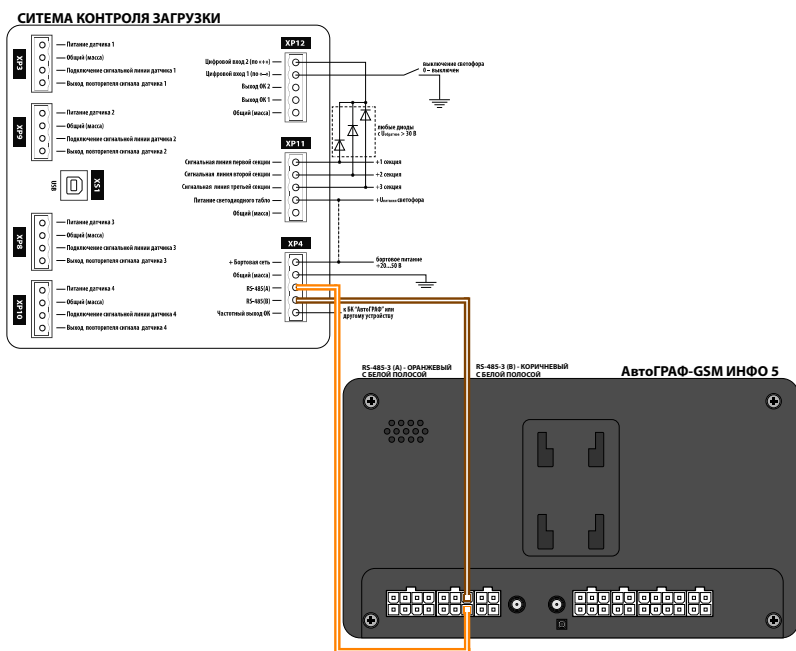 СИТЕМА КОНТРОЛЯ ЗАГРУЗКИ
XP3
Питание датчика 1
Общий (масса)
Подключение сигнальной линии датчика 1
Выход повторителя сигнала датчика 1
XP9
Питание датчика 2
Общий (масса)
Подключение сигнальной линии датчика 2
Выход повторителя сигнала датчика 2
USB
XS1
XP8
Питание датчика 3
Общий (масса)
Подключение сигнальной линии датчика 3
Выход повторителя сигнала датчика 3
XP10
Питание датчика 4
Общий (масса)
Подключение сигнальной линии датчика 4
Выход повторителя сигнала датчика 4
XP12
Цифровой вход 2 (по «+»)
Цифровой вход 1 (по «–»)
Выход ОК 2
Выход ОК 1
Общий (масса)
выключение светофора
0 – выключен
любые диоды
с U > 30 В
XP11
Сигнальная линия первой секции
Сигнальная линия второй секции
Сигнальная линия третьей секции
Питание светодиодного табло
Общий (масса)
+1 секция
+2 секция
+3 секция
+U светофора
XP4
+ Бортовая сеть
Общий (масса)
RS-485(A)
RS-485(B)
Частотный выход ОК
бортовое питание
+20...50 В
к БК "АвтоГРАФ" или
другому устройству
RS-485-3 (A) - ОРАНЖЕВЫЙ
С БЕЛОЙ ПОЛОСОЙ
RS-485-3 (B) - КОРИЧНЕВЫЙ
С БЕЛОЙ ПОЛОСОЙ
АвтоГРАФ-GSM ИНФО 5